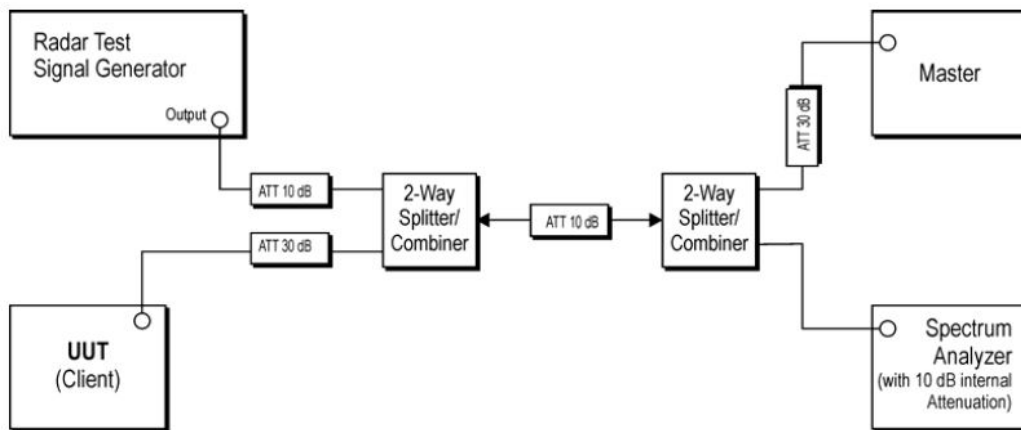 Radar Test
Signal Generator
Output
ATT 10 dB
2-Way
Splitter/
Combiner
ATT 30 dB
UUT
(Client)
ATT 10 dB
2-Way
Splitter/
Combiner
ATT 30 dB
Master
Spectrum
Analyzer
(with 10 dB internal
Attenuation)